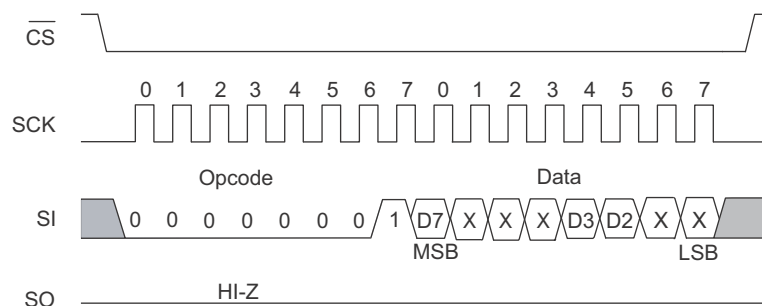 CS
0 1 2 3 4 5 6 7 0 1 2 3 4 5 6 7
SCK
Opcode Data
SI 0 0 0 0 0 0 0 1 D7 X X X D3 D2 X X
MSB LSB
HI-Z
SO